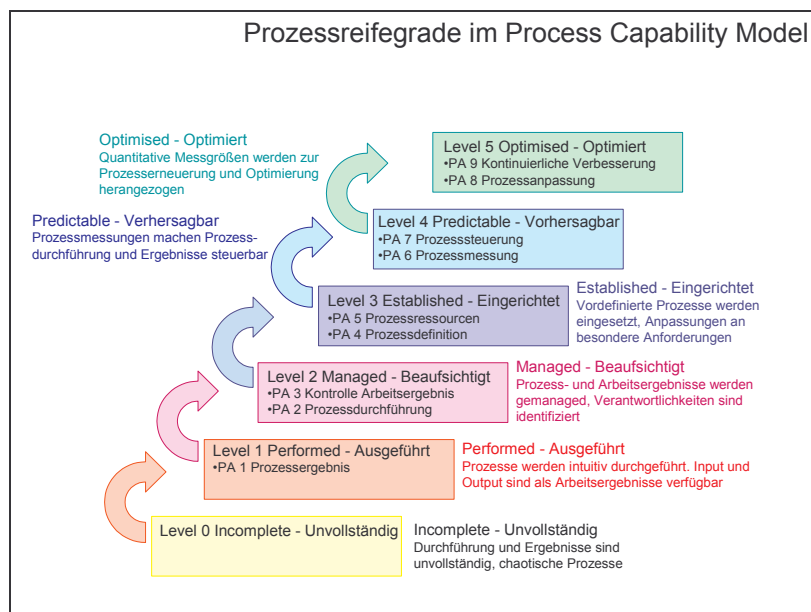 Prozessreifegrade im Process Capability Model
Optimised - Optimiert
Quantitative Messgrößen werden zur
Prozesserneuerung und Optimierung
herangezogen
Level 5 Optimised - Optimiert
•PA 9 Kontinuierliche Verbesserung
•PA 8 Prozessanpassung
Predictable - Verhersagbar
Prozessmessungen machen Prozess-
durchführung und Ergebnisse steuerbar
Level 4 Predictable - Vorhersagbar
•PA 7 Prozesssteuerung
•PA 6 Prozessmessung
Level 3 Established - Eingerichtet
•PA 5 Prozessressourcen
•PA 4 Prozessdefinition
Established - Eingerichtet
Vordefinierte Prozesse werden
eingesetzt, Anpassungen an
besondere Anforderungen
Level 2 Managed - Beaufsichtigt
•PA 3 Kontrolle Arbeitsergebnis
•PA 2 Prozessdurchführung
Managed - Beaufsichtigt
Prozess- und Arbeitsergebnisse werden
gemanaged, Verantwortlichkeiten sind
identifiziert
Level 1 Performed - Ausgeführt
•PA 1 Prozessergebnis
Performed - Ausgeführt
Prozesse werden intuitiv durchgeführt. Input und
Output sind als Arbeitsergebnisse verfügbar
Level 0 Incomplete - Unvollständig
Incomplete - Unvollständig
Durchführung und Ergebnisse sind
unvollständig, chaotische Prozesse